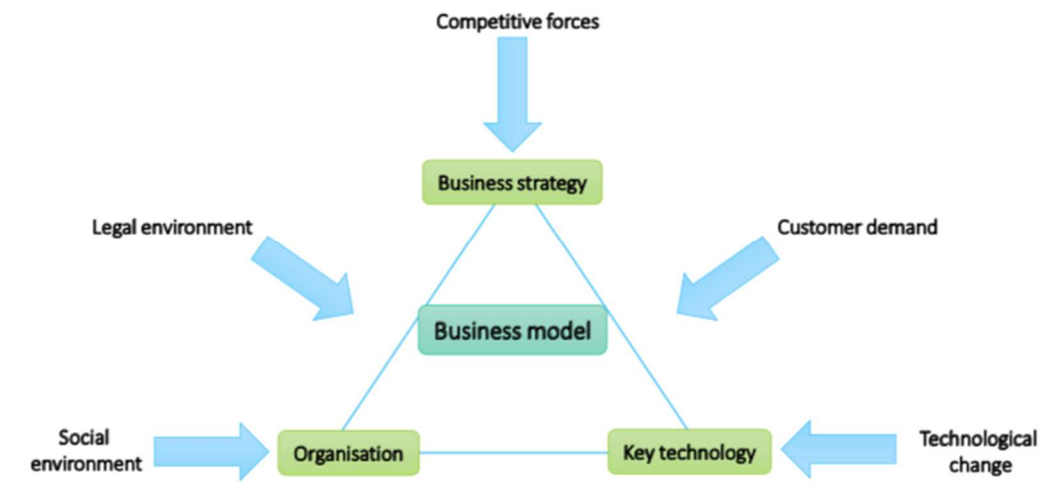 Competitive forces
Business strategy
Legal environment
Customer demand
Business model
Social
environment
Organisation
Key technology
Technological
change